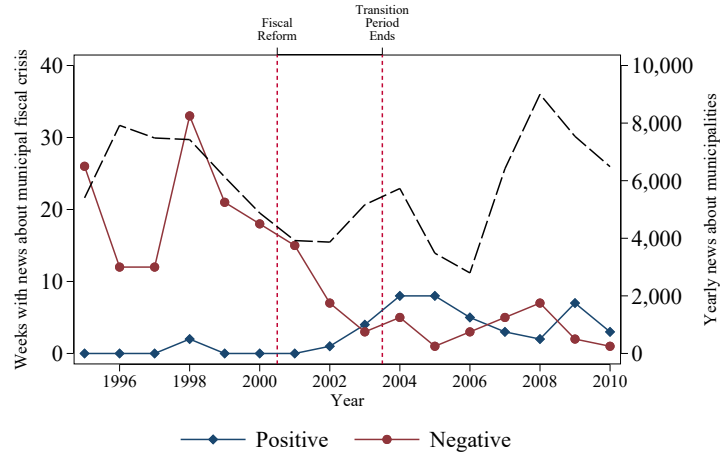 Fiscal
Reform
Transition
Period
Ends
Weeks with news about municipal fiscal crisis
40
30
20
10
0
10,000
8,000
6,000
4,000
2,000
0
Yearly news about municipalities
1996 1998 2000 2002 2004 2006 2008 2010
Year
Positive Negative